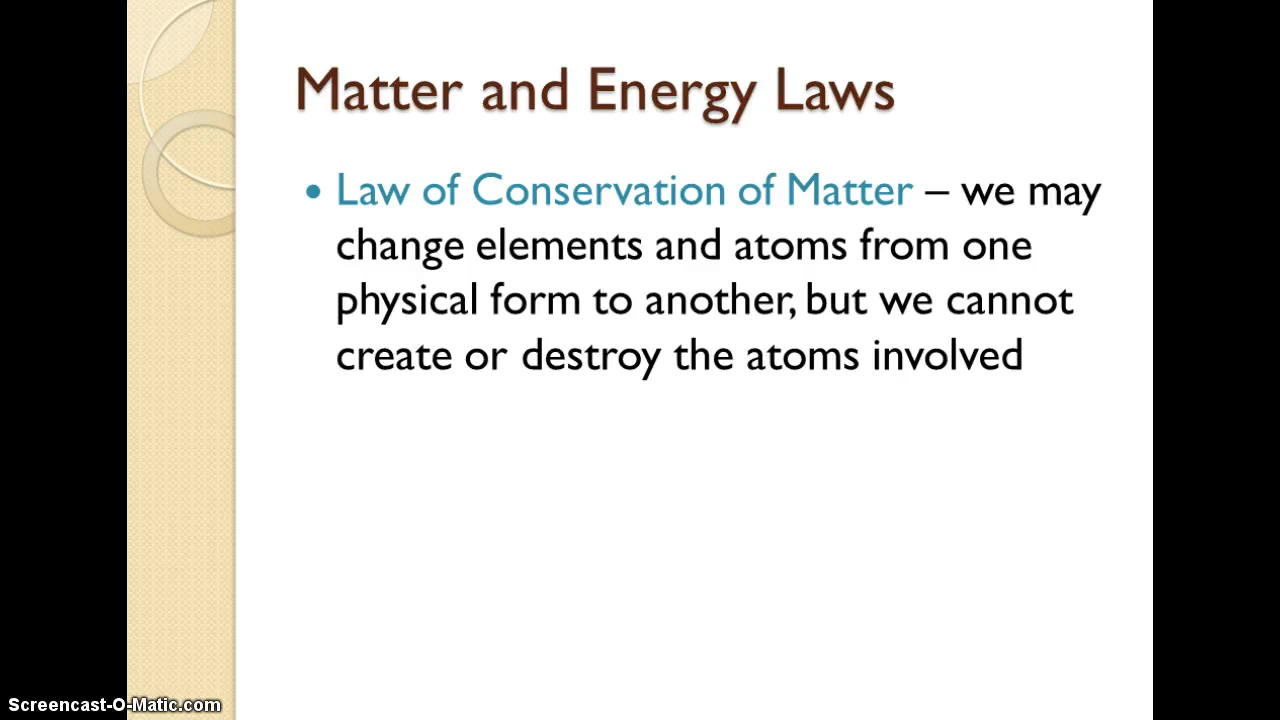 Matter and Energy Laws
• Law of Conservation of Matter – we may
change elements and atoms from one
physical form to another, but we cannot
create or destroy the atoms involved
Screencast-O-Matic.com